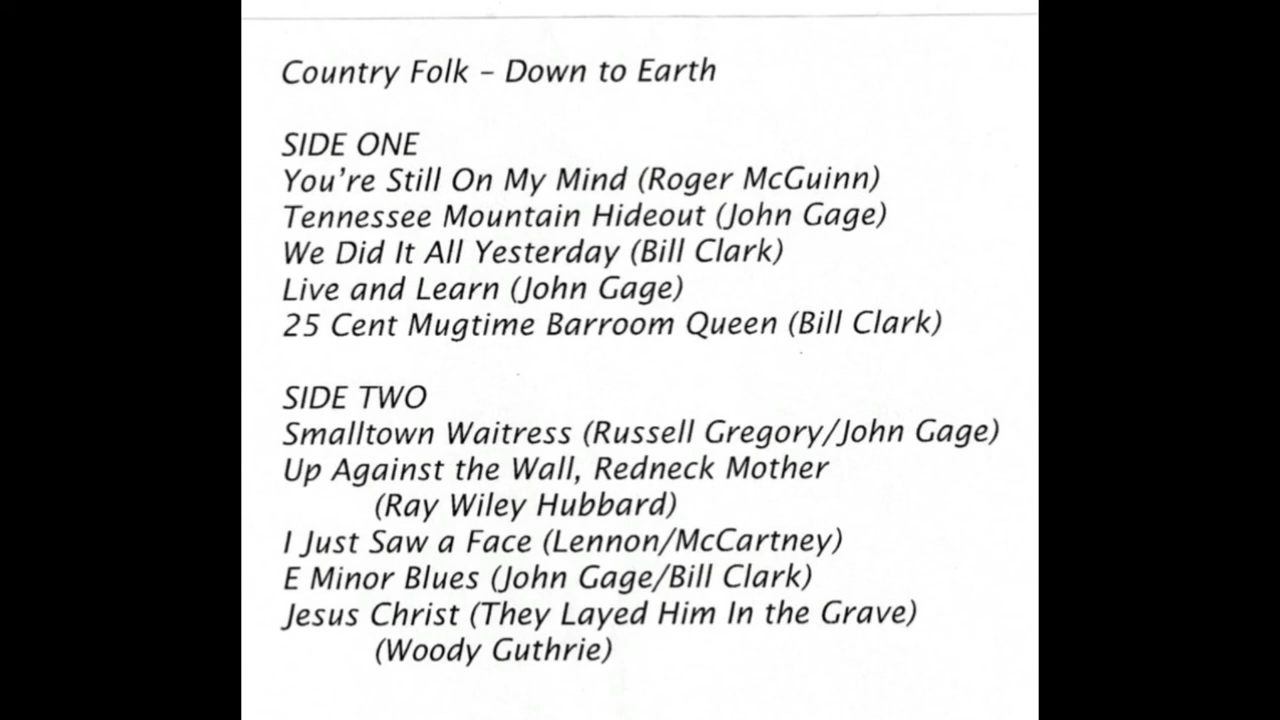 Country Folk – Down to Earth
SIDE ONE
You're Still On My Mind (Roger McGuinn)
Tennessee Mountain Hideout (John Gage)
We Did It All Yesterday (Bill Clark)
Live and Learn (John Gage)
25 Cent Mugtime Barroom Queen (Bill Clark)
SIDE TWO
Smalltown Waitress (Russell Gregory/John Gage)
Up Against the Wall, Redneck Mother
(Ray Wiley Hubbard)
I Just Saw a Face (Lennon/McCartney)
E Minor Blues (John Gage/Bill Clark)
Jesus Christ (They Layed Him In the Grave)
(Woody Guthrie)